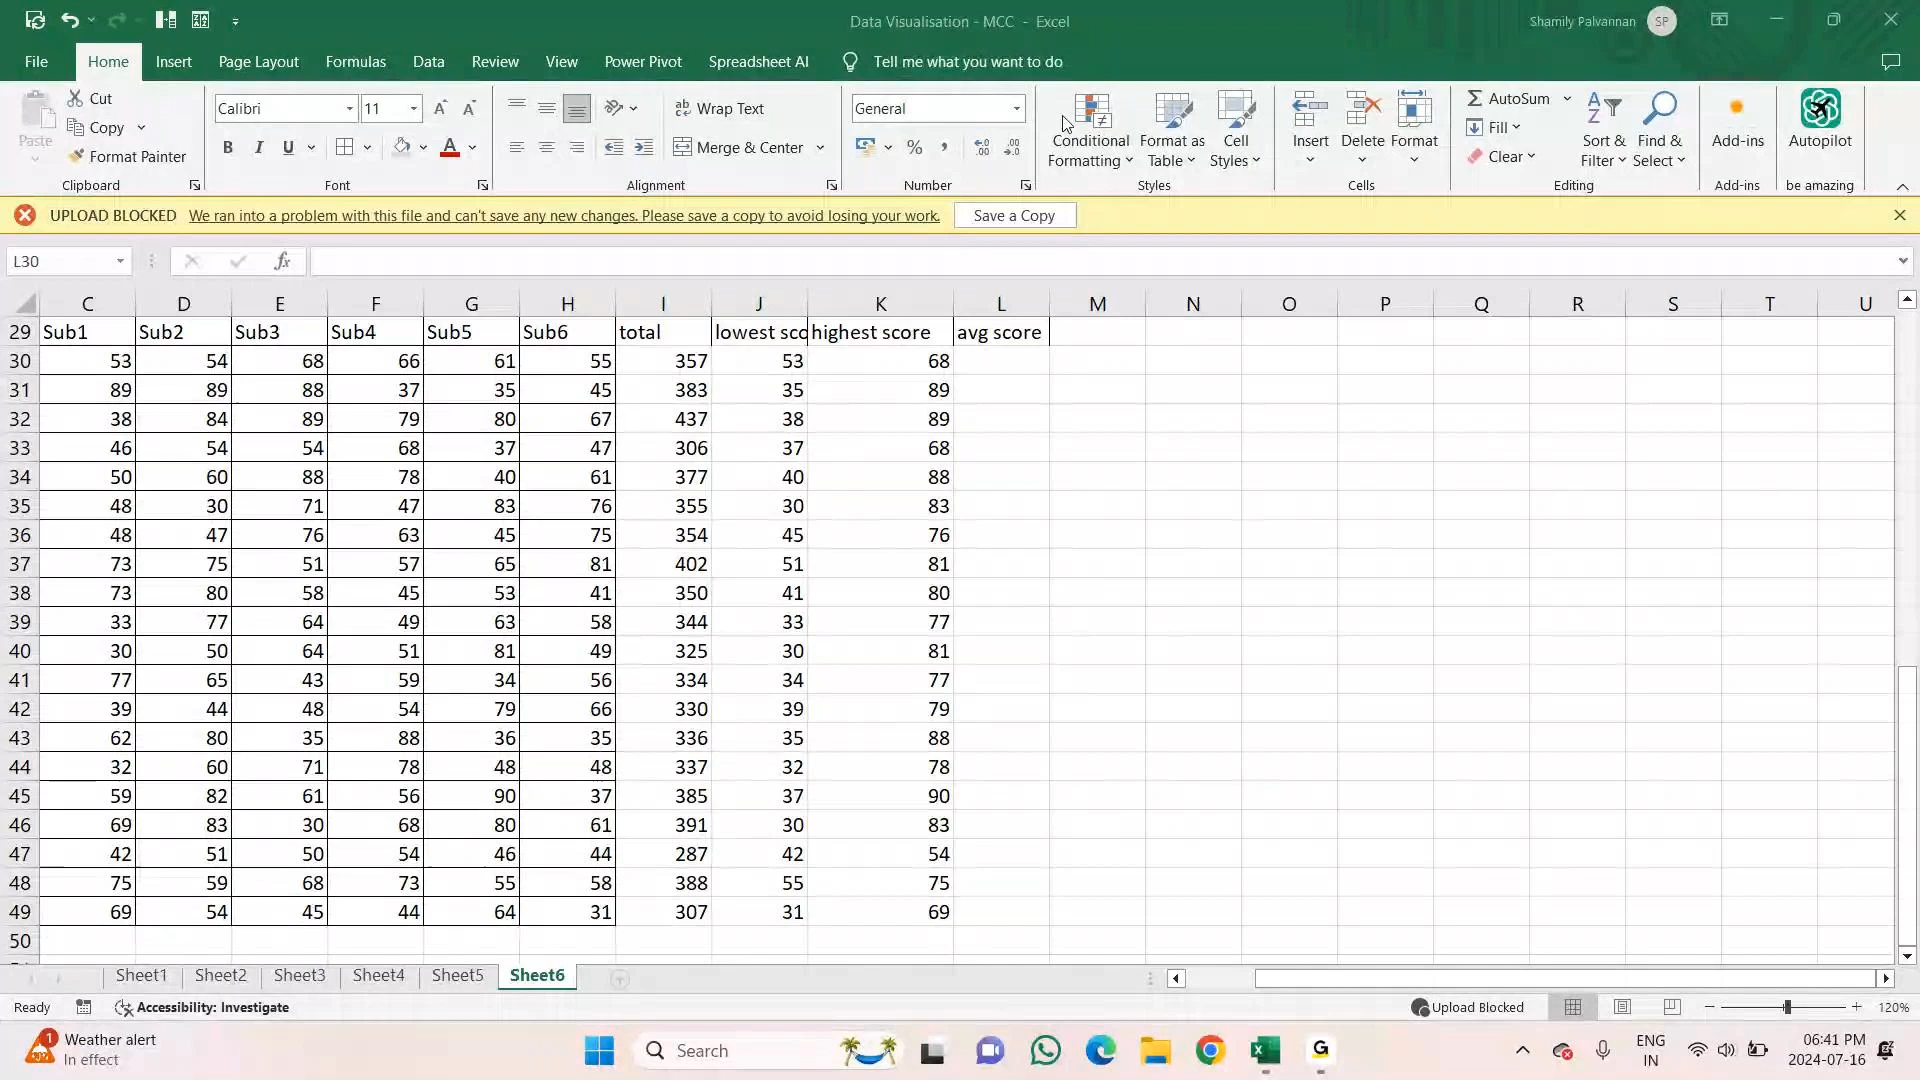 Data Visualisation - MCC - Excel
Shamily Palvannan SP
File Home Insert Page Layout Formulas Data Review View Power Pivot Spreadsheet AI Tell me what you want to do
Paste Cut Copy Format Painter Clipboard
Calibri 11 B I U A Font
ab Wrap Text Merge & Center Alignment
General % , Number
Conditional Formatting Format as Table Cell Styles Styles
Insert Delete Format Cells
AutoSum Fill Clear Sort & Filter Find & Select Editing
Add-ins Add-ins
Autopilot be amazing
UPLOAD BLOCKED We ran into a problem with this file and can't save any new changes. Please save a copy to avoid losing your work. Save a Copy
L30 fx
C D E F G H I J K L M N O P Q R S T U
29 Sub1 Sub2 Sub3 Sub4 Sub5 Sub6 total lowest sco highest score avg score
30 53 54 68 66 61 55 357 53 68
31 89 89 88 37 35 45 383 35 89
32 38 84 89 79 80 67 437 38 89
33 46 54 54 68 37 47 306 37 68
34 50 60 88 78 40 61 377 40 88
35 48 30 71 47 83 76 355 30 83
36 48 47 76 63 45 75 354 45 76
37 73 75 51 57 65 81 402 51 81
38 73 80 58 45 53 41 350 41 80
39 33 77 64 49 63 58 344 33 77
40 30 50 64 51 81 49 325 30 81
41 77 65 43 59 34 56 334 34 77
42 39 44 48 54 79 66 330 39 79
43 62 80 35 88 36 35 336 35 88
44 32 60 71 78 48 48 337 32 78
45 59 82 61 56 90 37 385 37 90
46 69 83 30 68 80 61 391 30 83
47 42 51 50 54 46 44 287 42 54
48 75 59 68 73 55 58 388 55 75
49 69 54 45 44 64 31 307 31 69
50
Sheet1 Sheet2 Sheet3 Sheet4 Sheet5 Sheet6
Ready Accessibility: Investigate Upload Blocked 120%
1 Weather alert
In effect
Search
ENG
IN
06:41 PM
2024-07-16